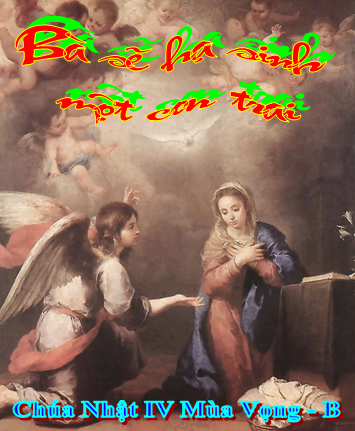 Bà sẽ hạ sinh
một con trai
Chúa Nhật IV Mùa Vọng - B